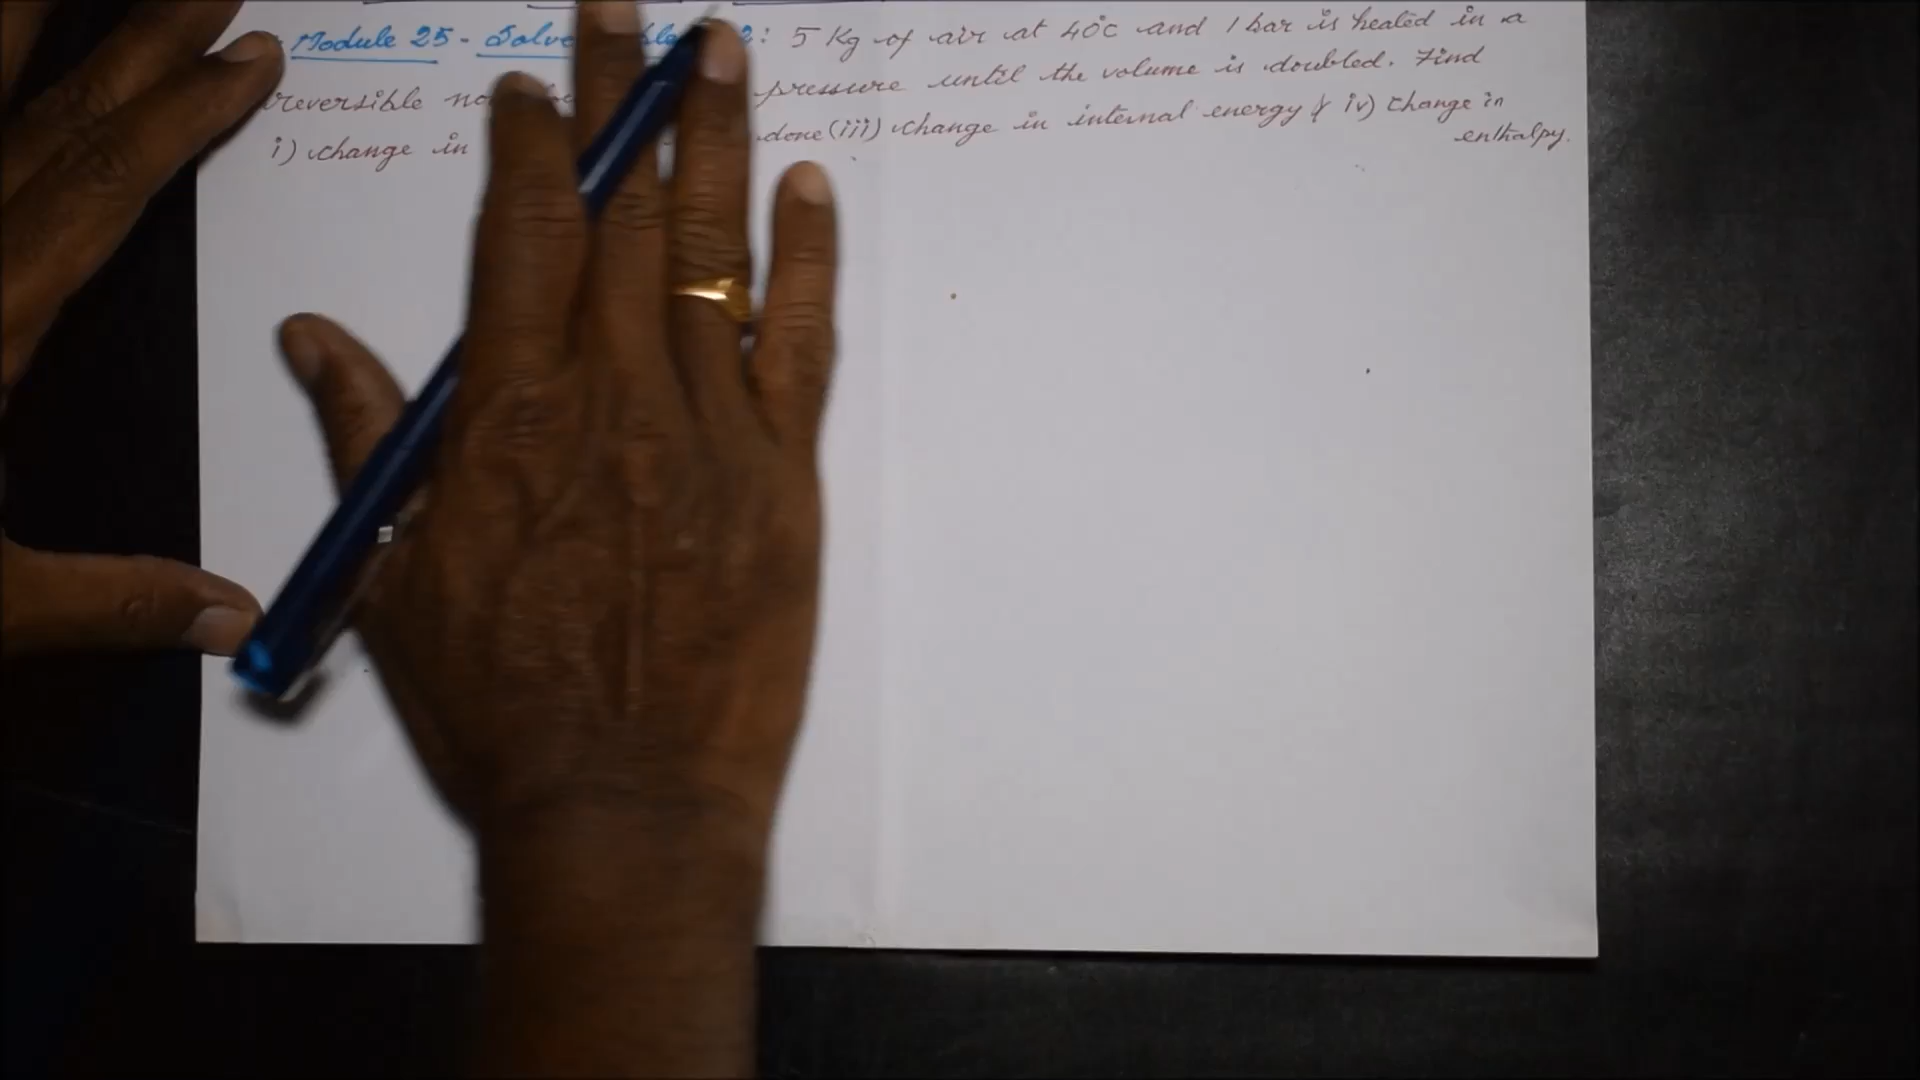 Module 25 - Solve 2: 5 Kg of air at 40°C and 1 bar is heated in a
reversible pressure until the volume is doubled. Find
i) change in done (iii) change in internal energy & iv) change in
enthalpy.